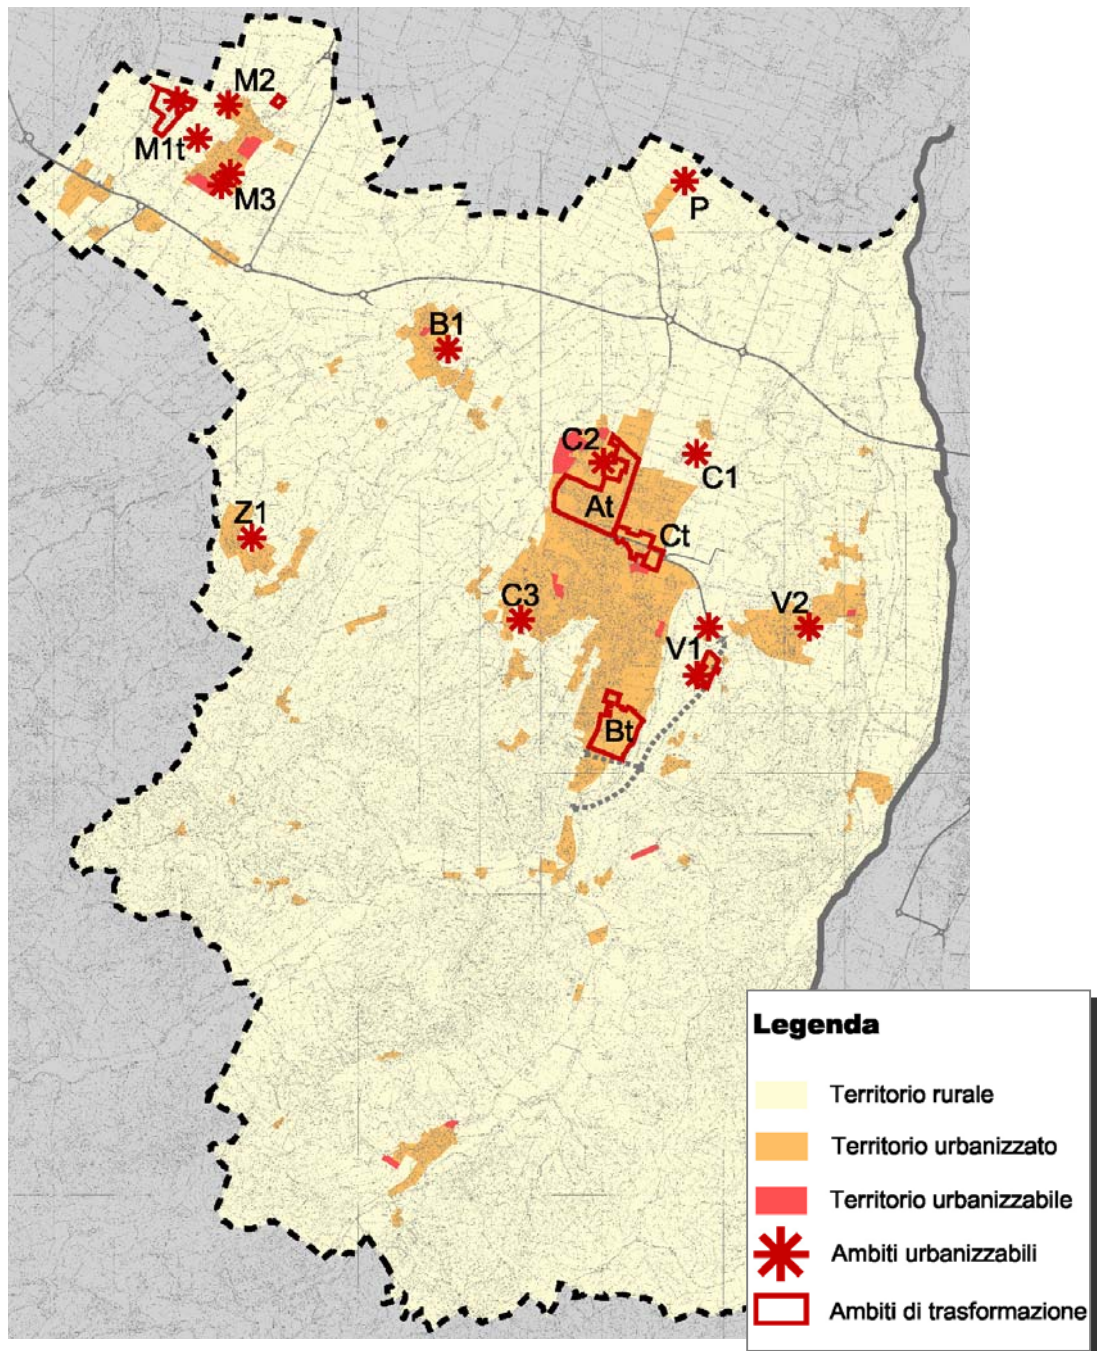 M2
M1t
M3
P
B1
C2
C1
At
Z1
Ct
C3
V2
V1
Bt
Legenda
Territorio rurale
Territorio urbanizzato
Territorio urbanizzabile
Ambiti urbanizzabili
Ambiti di trasformazione